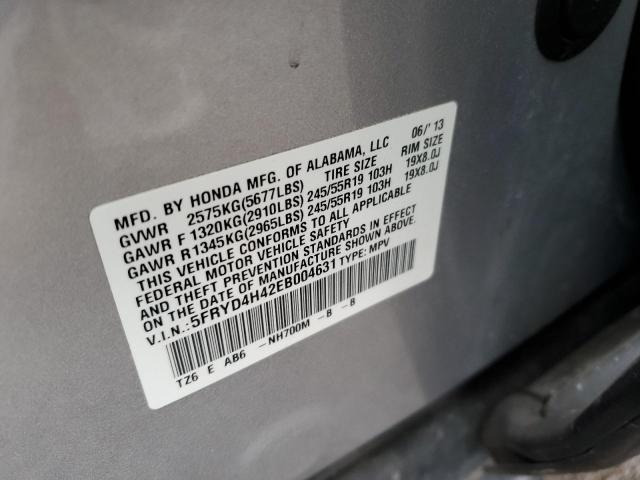 MFD. BY HONDA MFG. OF ALABAMA, LLC 06/'13
GVWR 2575KG(5677LBS) TIRE SIZE RIM SIZE
GAWR F 1320KG(2910LBS) 245/55R19 103H 19X8.0J
GAWR R 1345KG(2965LBS) 245/55R19 103H 19X8.0J
THIS VEHICLE CONFORMS TO ALL APPLICABLE
FEDERAL MOTOR VEHICLE SAFETY
AND THEFT PREVENTION STANDARDS IN EFFECT
ON THE DATE OF MANUFACTURE SHOWN ABOVE.
V.I.N.:5FRYD4H42EB004631 TYPE: MPV
TZ6 E AB6 -NH700M -B -B